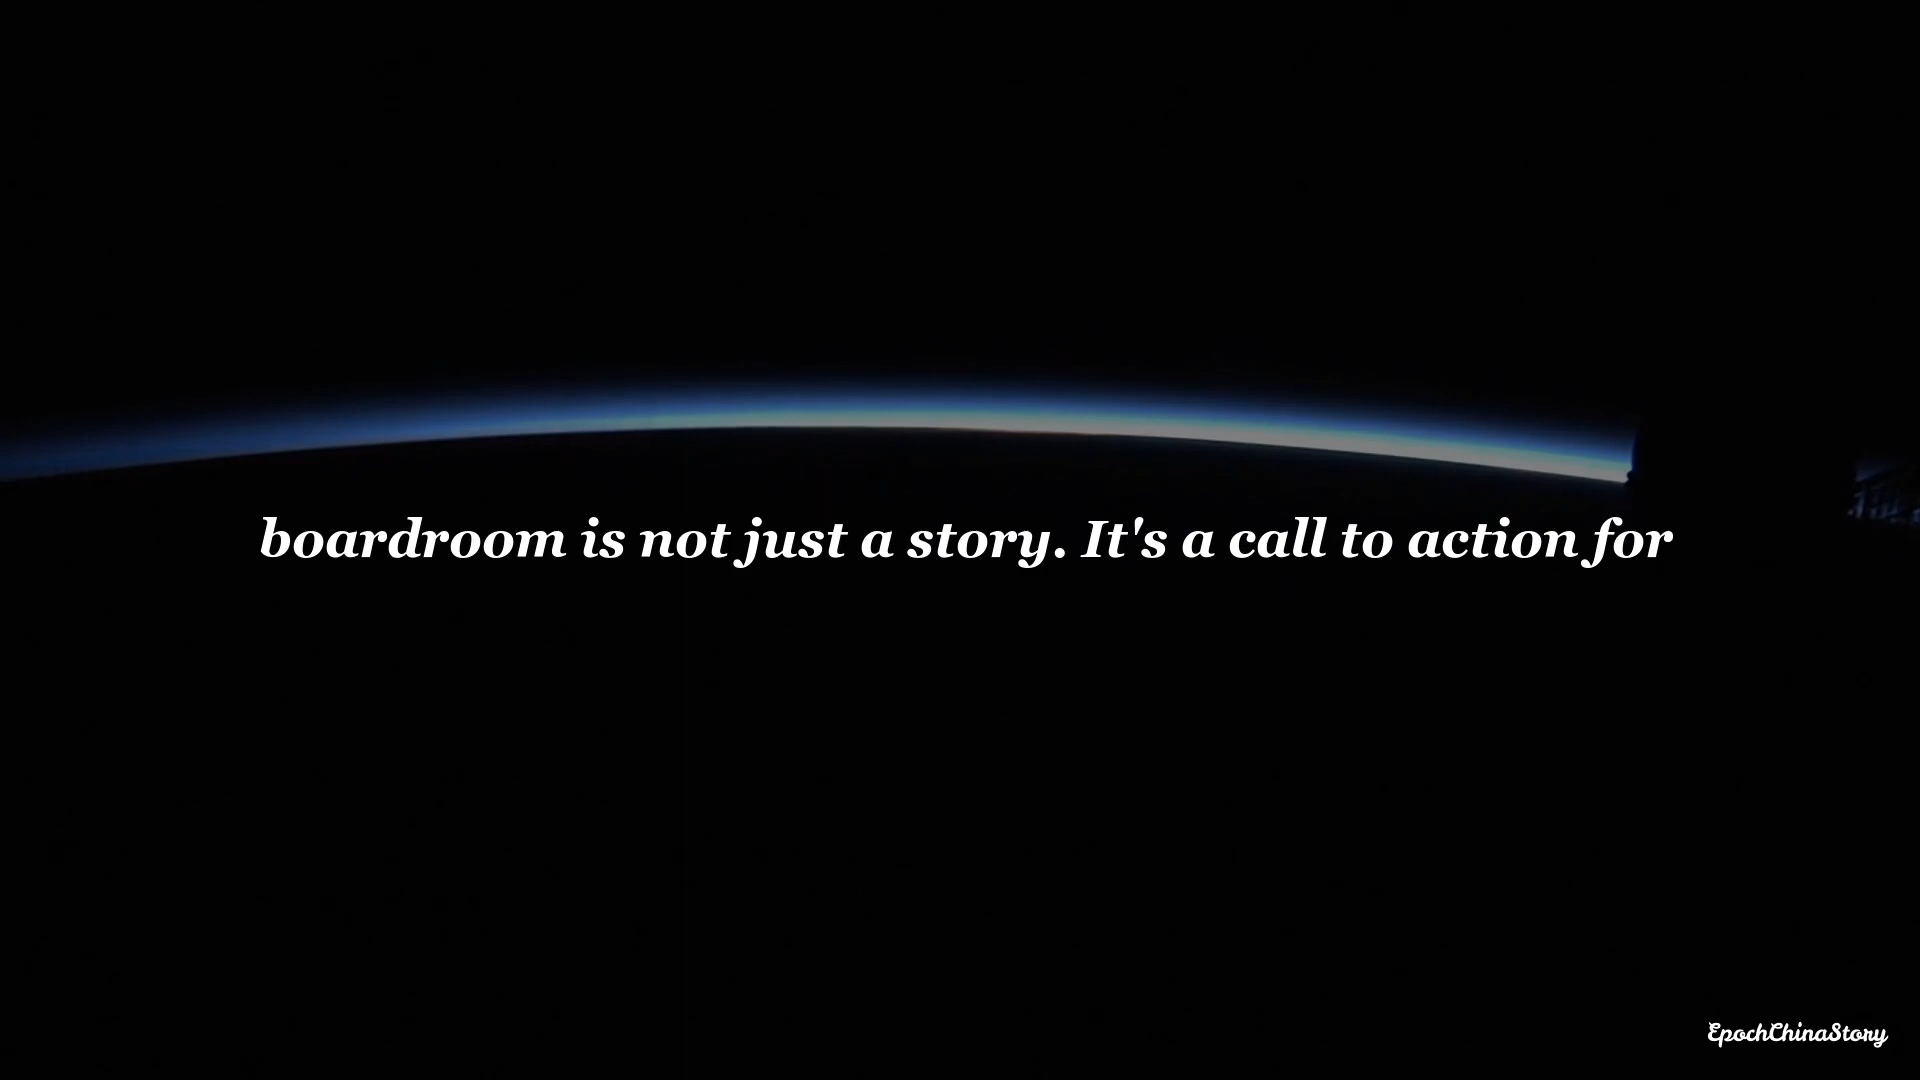 boardroom is not just a story. It's a call to action for
EpochChinaStory